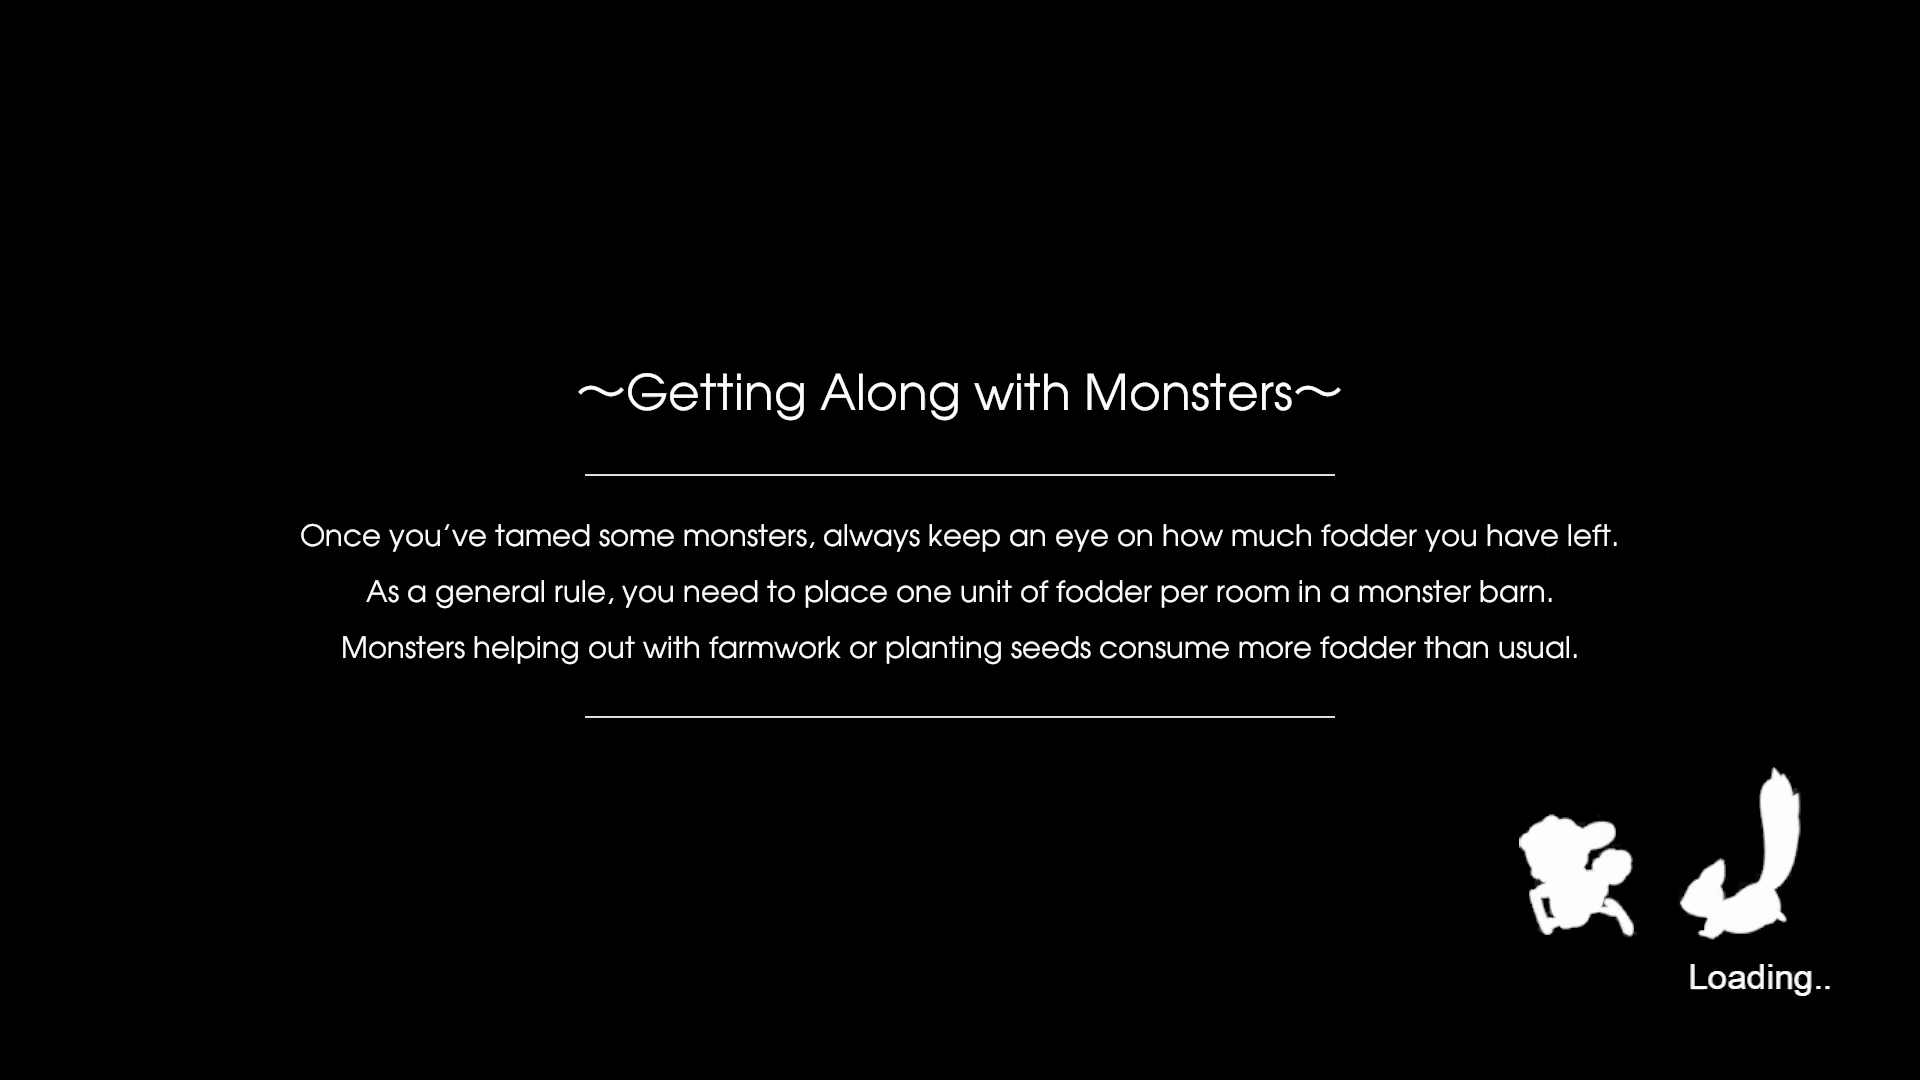 ～Getting Along with Monsters～
Once you’ve tamed some monsters, always keep an eye on how much fodder you have left.
As a general rule, you need to place one unit of fodder per room in a monster barn.
Monsters helping out with farmwork or planting seeds consume more fodder than usual.
Loading..